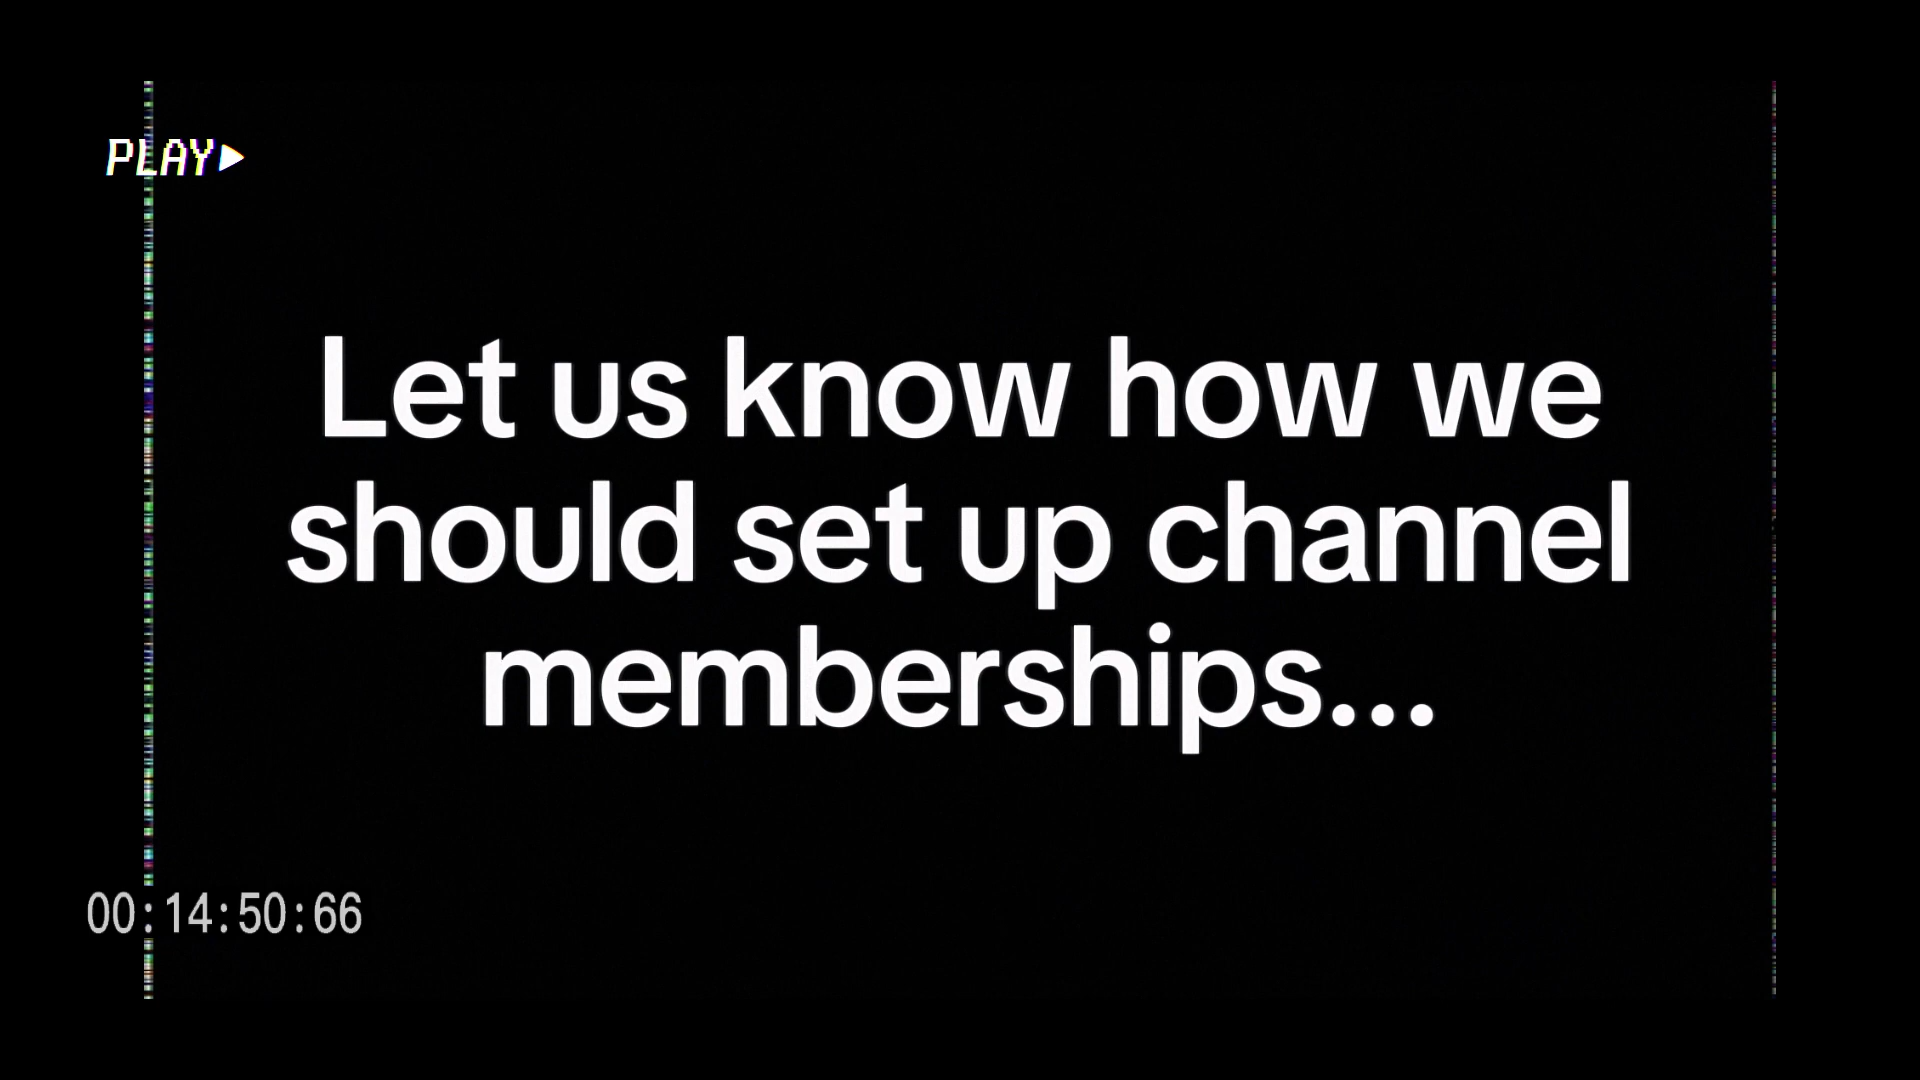 PLAY
Let us know how we
should set up channel
memberships...
00:14:50:66